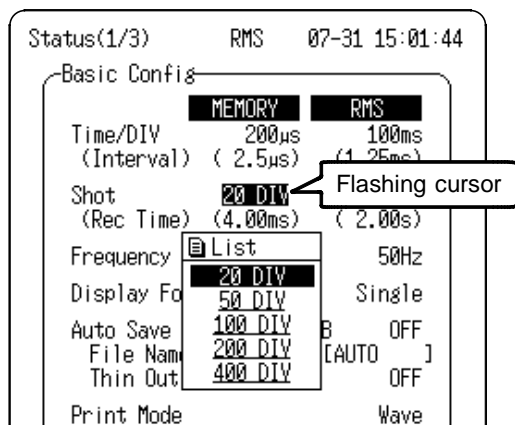 Status(1/3) RMS 07-31 15:01:44
Basic Config
MEMORY RMS
Time/DIV 200µs 100ms
(Interval) ( 2.5µs) (1.25ms)
Shot 20 DIV
Flashing cursor
(Rec Time) (4.00ms) ( 2.00s)
Frequency 50Hz
List
20 DIV
50 DIV
100 DIV
200 DIV
400 DIV
Display Fo Single
Auto Save B OFF
File Nam [AUTO ]
Thin Out OFF
Print Mode Wave